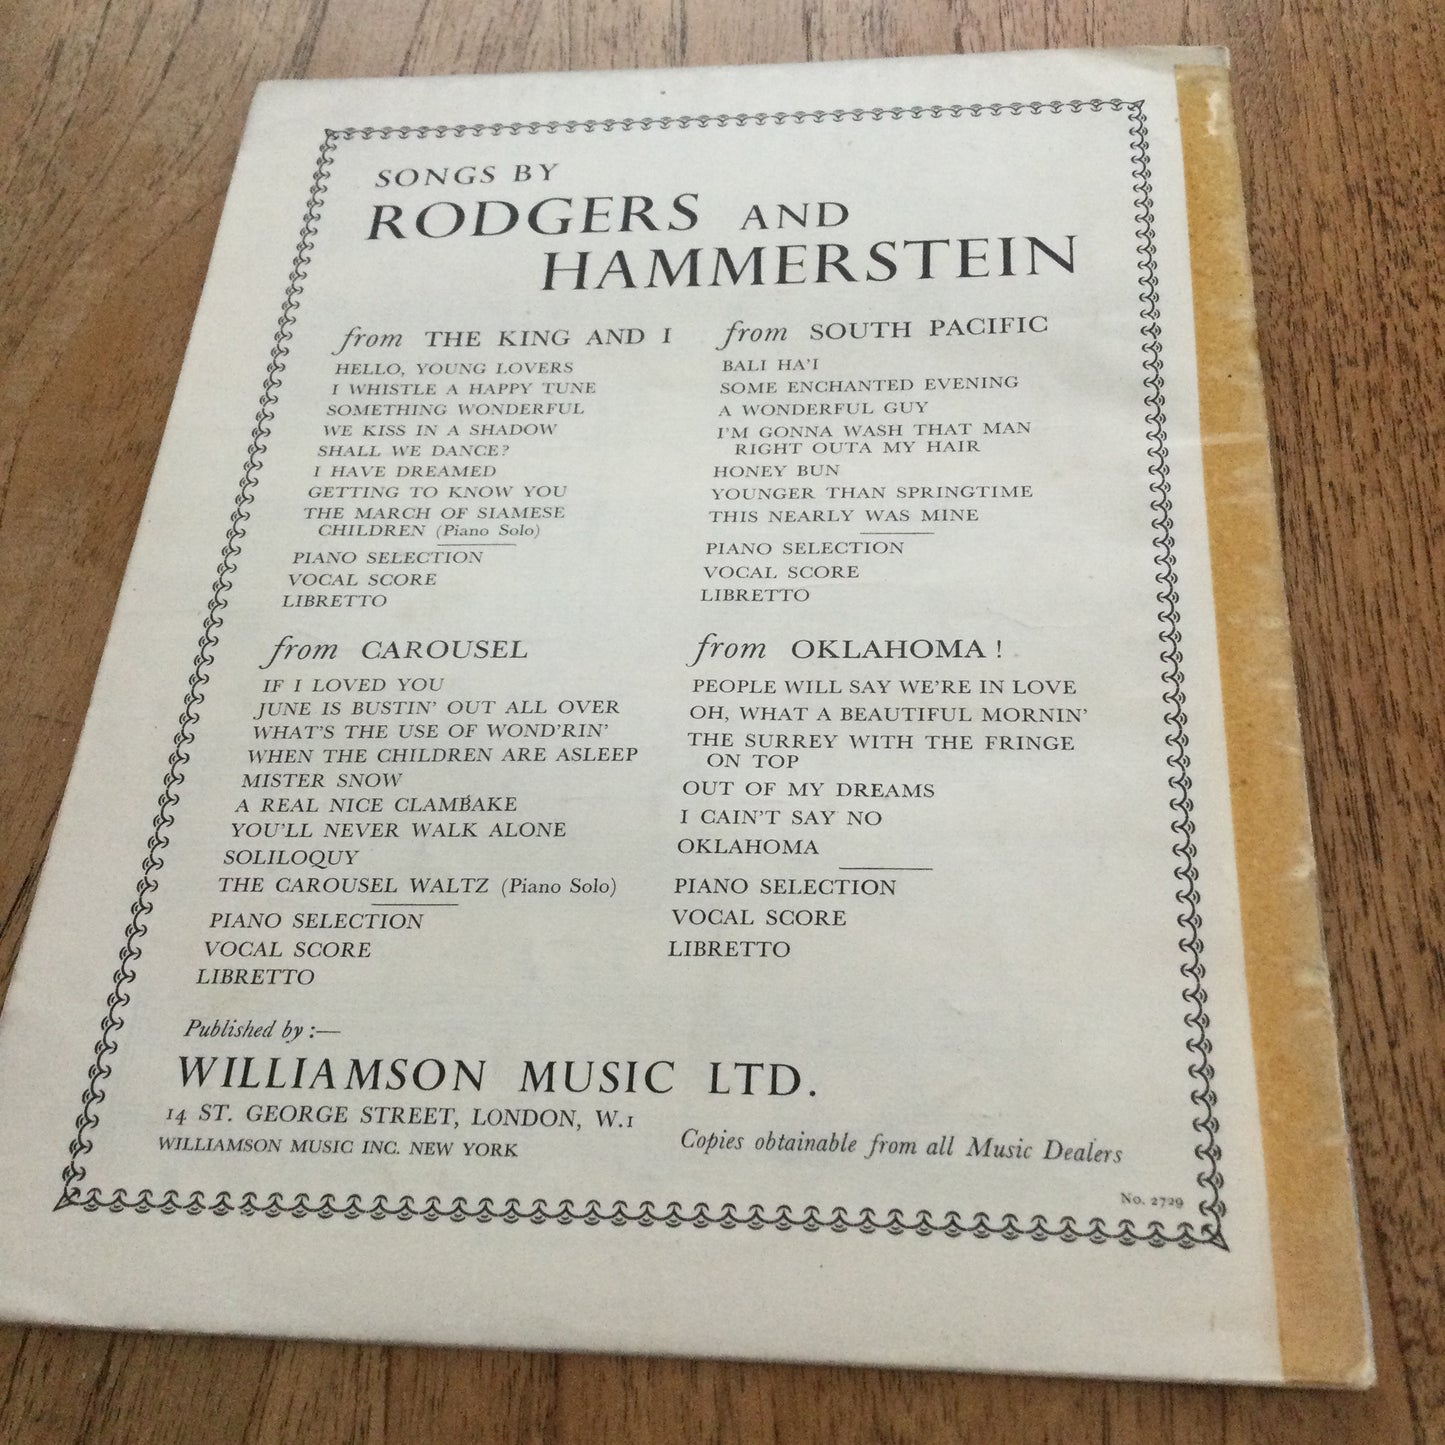 SONGS BY
RODGERS AND
HAMMERSTEIN
from THE KING AND I
HELLO, YOUNG LOVERS
I WHISTLE A HAPPY TUNE
SOMETHING WONDERFUL
WE KISS IN A SHADOW
SHALL WE DANCE?
I HAVE DREAMED
GETTING TO KNOW YOU
THE MARCH OF SIAMESE
CHILDREN (Piano Solo)
PIANO SELECTION
VOCAL SCORE
LIBRETTO
from SOUTH PACIFIC
BALI HA'I
SOME ENCHANTED EVENING
A WONDERFUL GUY
I'M GONNA WASH THAT MAN
RIGHT OUTA MY HAIR
HONEY BUN
YOUNGER THAN SPRINGTIME
THIS NEARLY WAS MINE
PIANO SELECTION
VOCAL SCORE
LIBRETTO
from CAROUSEL
IF I LOVED YOU
JUNE IS BUSTIN' OUT ALL OVER
WHAT'S THE USE OF WOND'RIN'
WHEN THE CHILDREN ARE ASLEEP
MISTER SNOW
A REAL NICE CLAMBAKE
YOU'LL NEVER WALK ALONE
SOLILOQUY
THE CAROUSEL WALTZ (Piano Solo)
PIANO SELECTION
VOCAL SCORE
LIBRETTO
from OKLAHOMA !
PEOPLE WILL SAY WE'RE IN LOVE
OH, WHAT A BEAUTIFUL MORNIN'
THE SURREY WITH THE FRINGE
ON TOP
OUT OF MY DREAMS
I CAIN'T SAY NO
OKLAHOMA
PIANO SELECTION
VOCAL SCORE
LIBRETTO
Published by :—
WILLIAMSON MUSIC LTD.
14 ST. GEORGE STREET, LONDON, W.1
WILLIAMSON MUSIC INC. NEW YORK
Copies obtainable from all Music Dealers
No. 2729